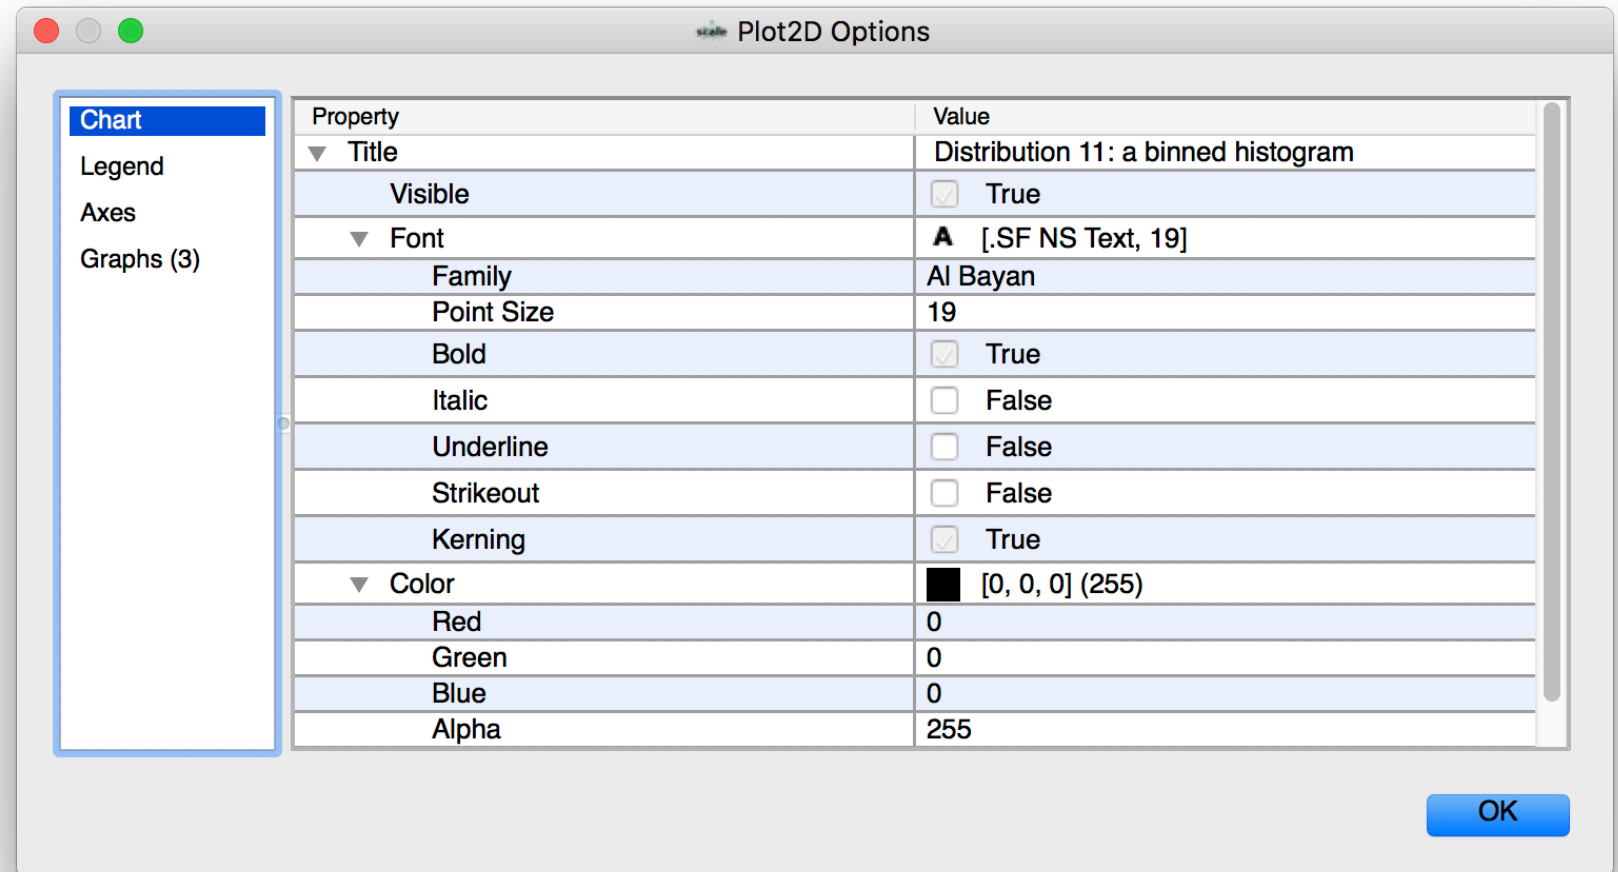 scale Plot2D Options
Chart
Legend
Axes
Graphs (3)
Property Value
Title Distribution 11: a binned histogram
Visible True
Font A [.SF NS Text, 19]
Family Al Bayan
Point Size 19
Bold True
Italic False
Underline False
Strikeout False
Kerning True
Color [0, 0, 0] (255)
Red 0
Green 0
Blue 0
Alpha 255
OK